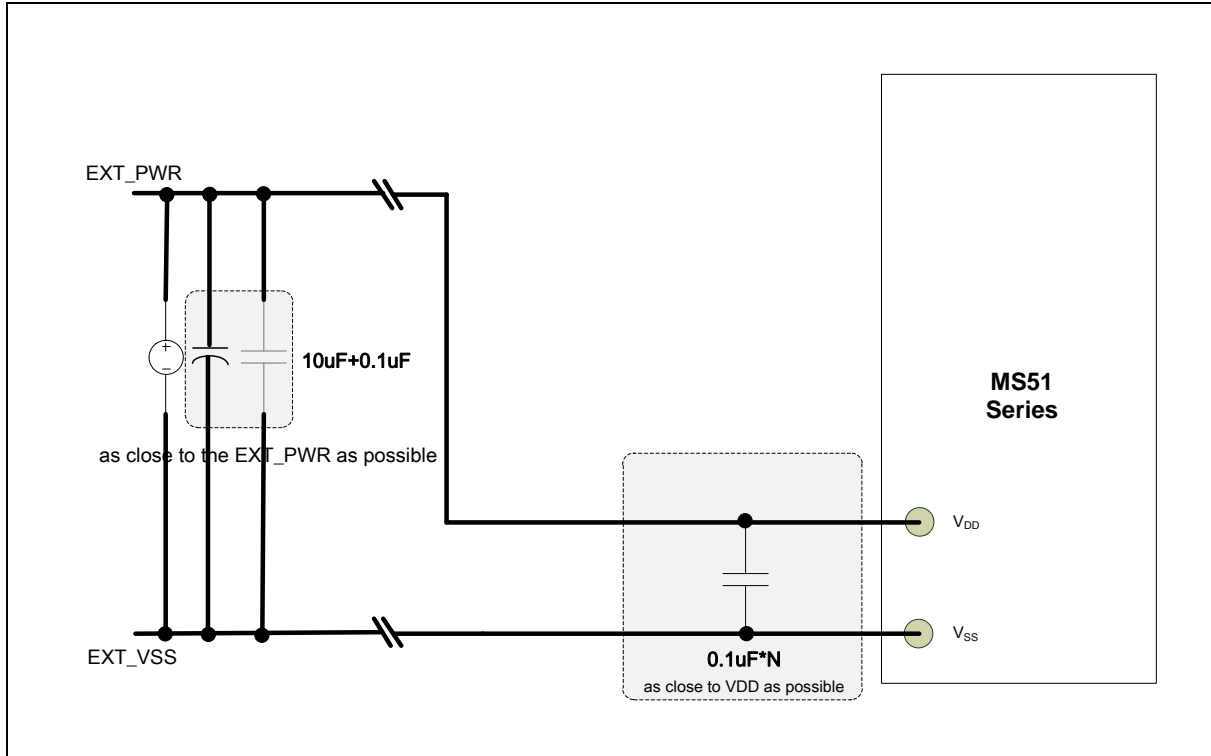 EXT_PWR
+
-
10uF+0.1uF
as close to the EXT_PWR as possible
MS51
Series
VDD
VSS
EXT_VSS
0.1uF*N
as close to VDD as possible